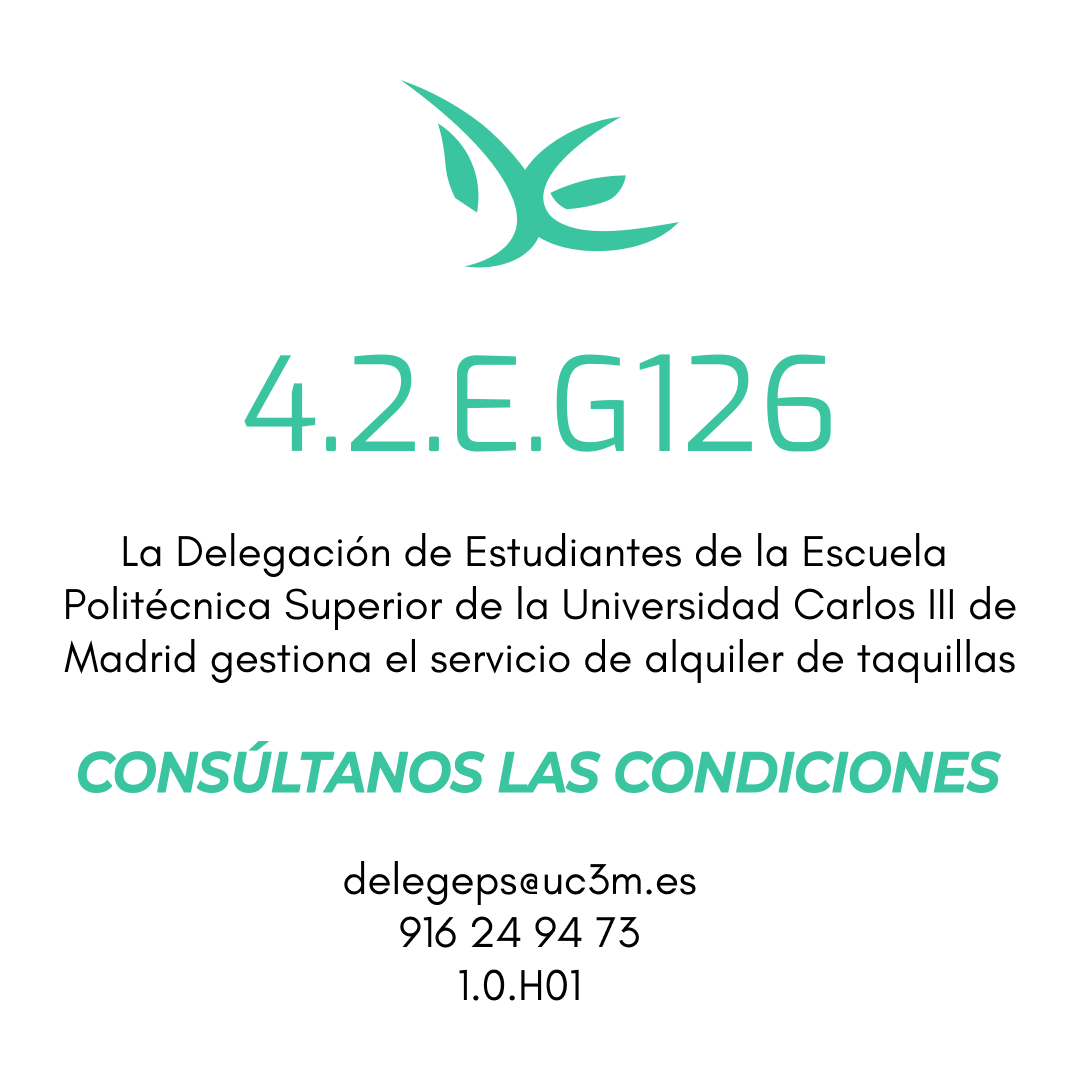 4.2.E.G126
La Delegación de Estudiantes de la Escuela
Politécnica Superior de la Universidad Carlos III de
Madrid gestiona el servicio de alquiler de taquillas
CONSÚLTANOS LAS CONDICIONES
delegeps@uc3m.es
916 24 94 73
1.0.H01